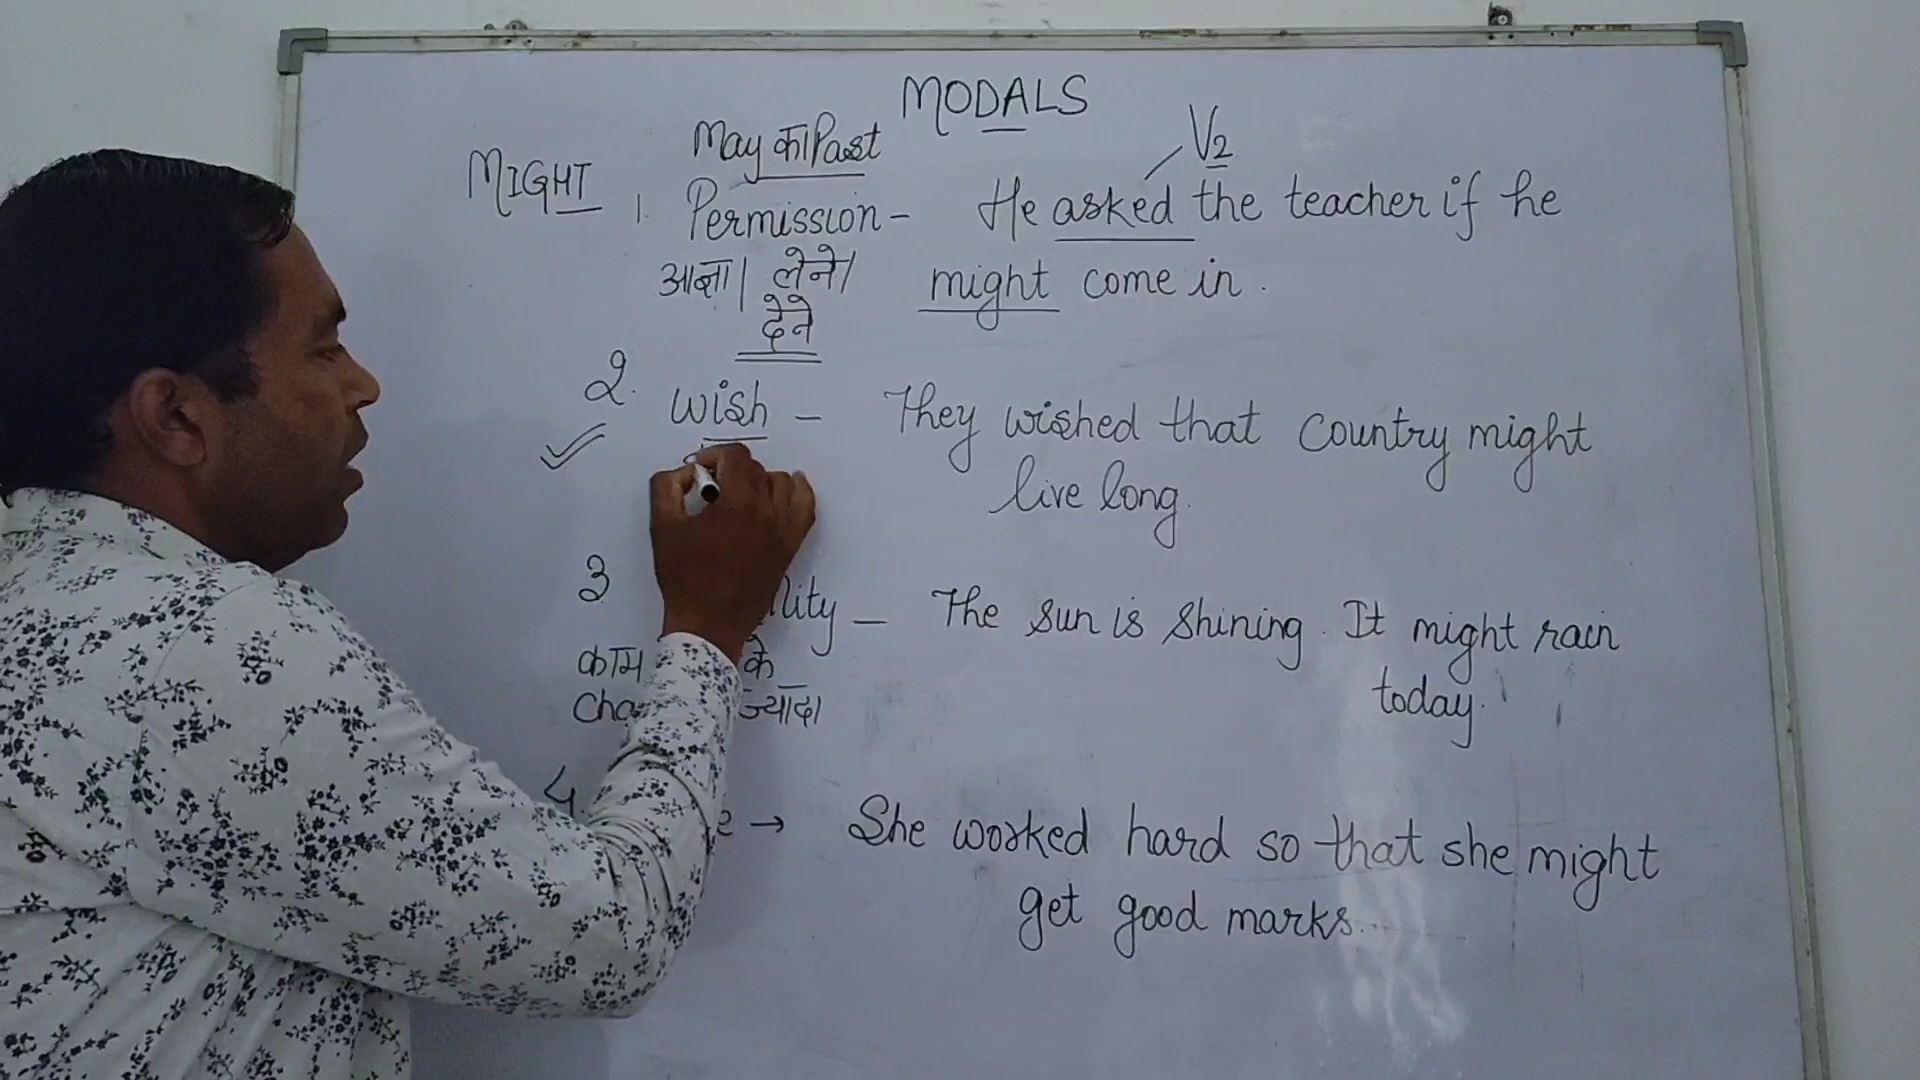 MODALS
MIGHT
May का Past
V2
1. Permission - He asked the teacher if he
आज्ञा। लेने।
देने
might come in.
2. Wish - They wished that country might
live long.
3 - The sun is shining. It might rain
today.
काम के
ज्यादा
4 → She worked hard so that she might
get good marks.